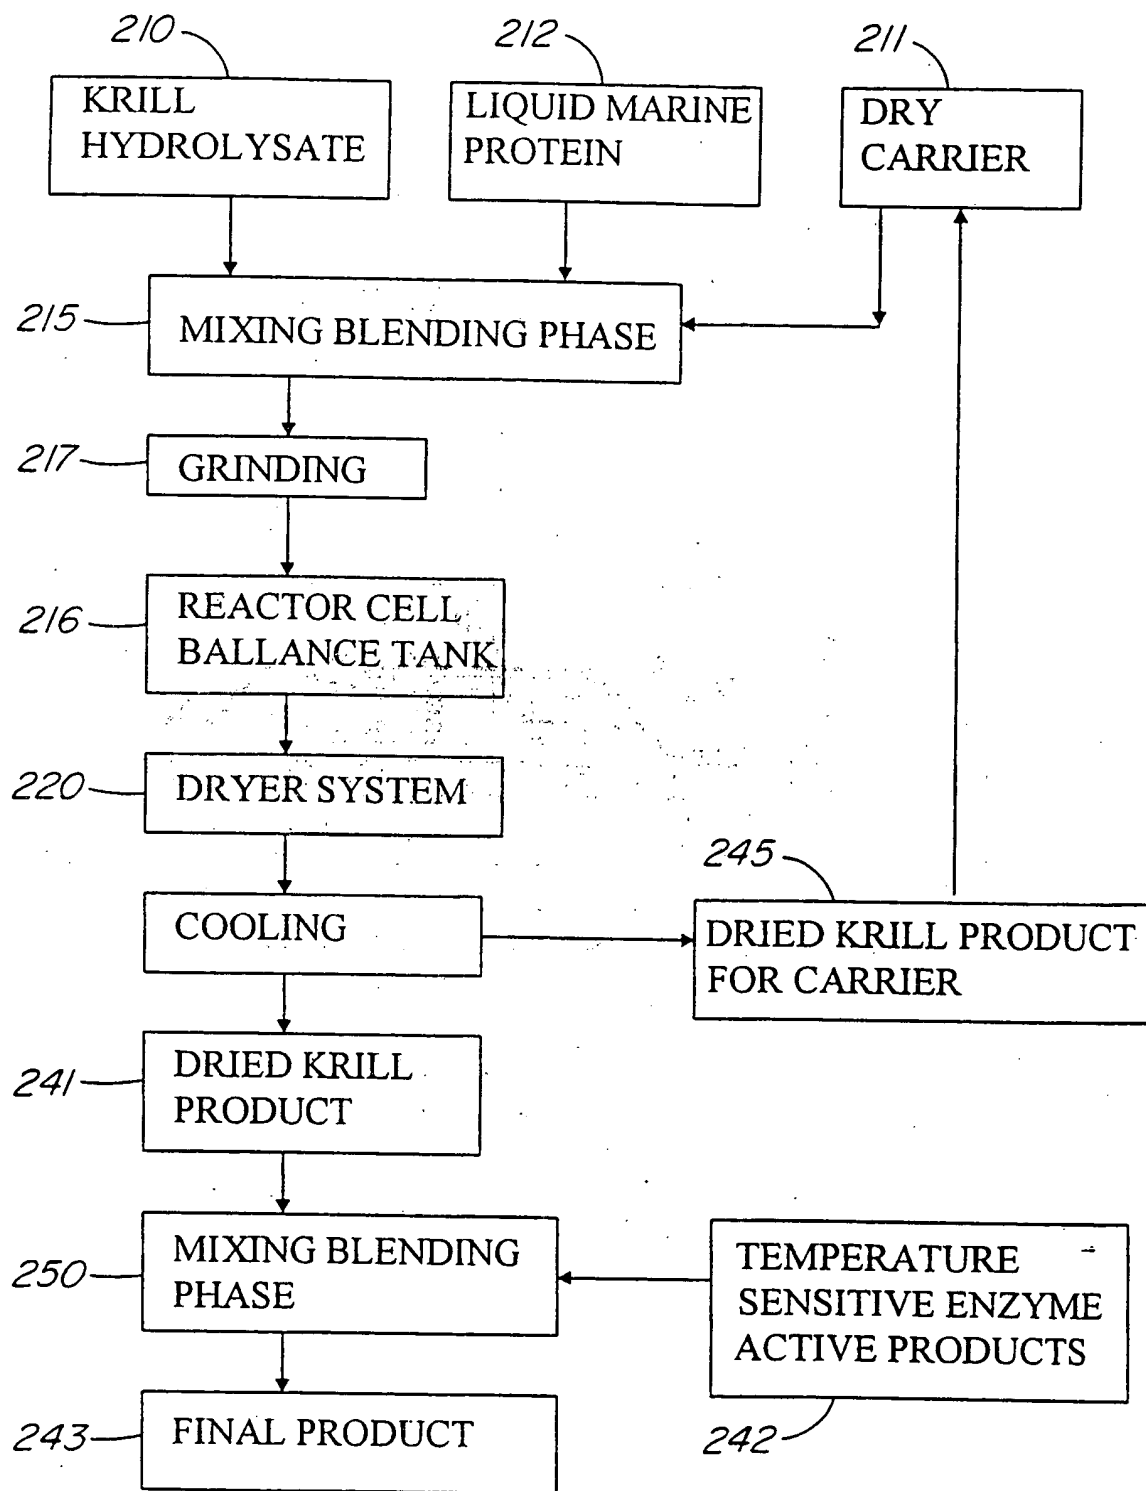 210
212
211
KRILL
HYDROLYSATE
LIQUID MARINE
PROTEIN
DRY
CARRIER
215
MIXING BLENDING PHASE
217
GRINDING
216
REACTOR CELL
BALLANCE TANK
220
DRYER SYSTEM
COOLING
245
DRIED KRILL PRODUCT
FOR CARRIER
241
DRIED KRILL
PRODUCT
250
MIXING BLENDING
PHASE
TEMPERATURE
SENSITIVE ENZYME
ACTIVE PRODUCTS
242
243
FINAL PRODUCT